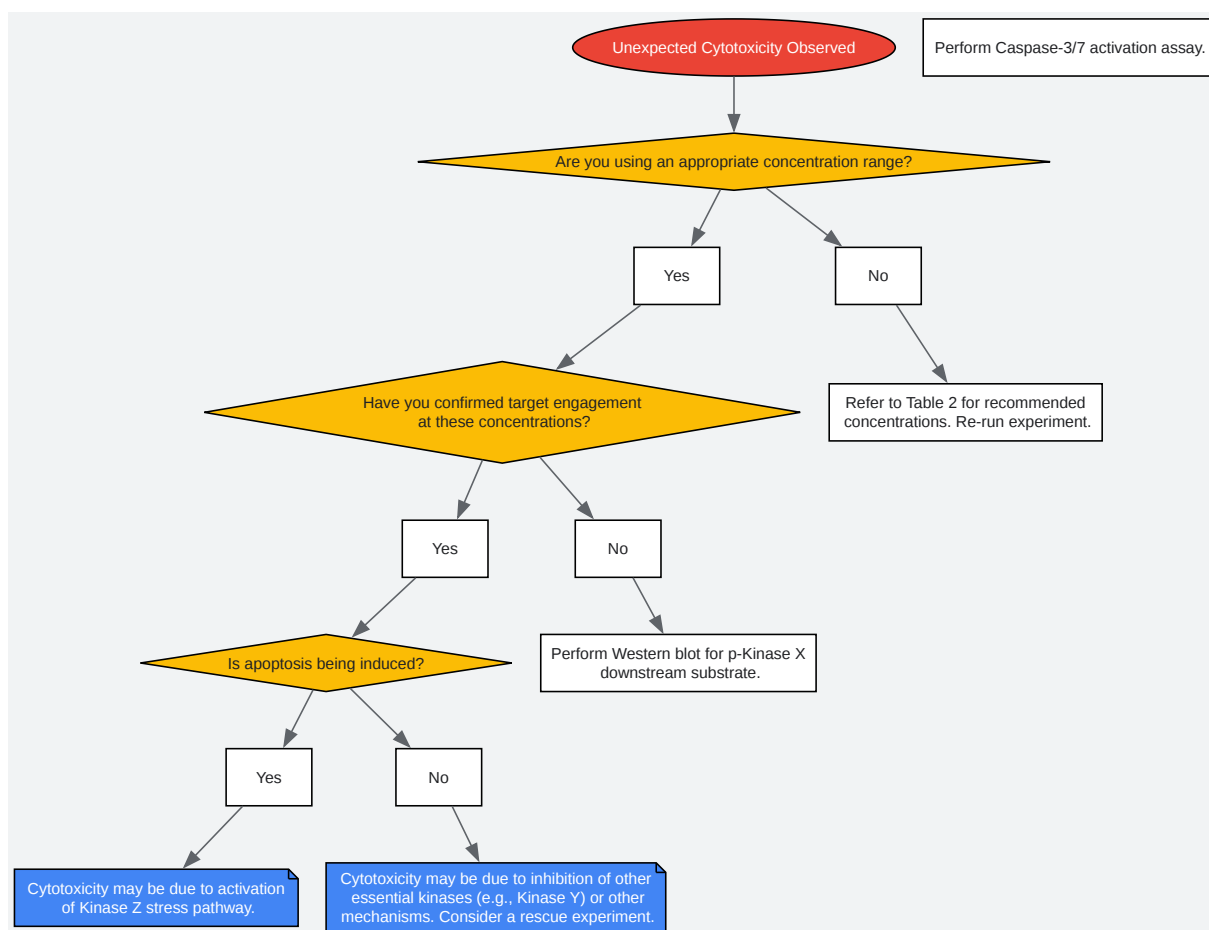 Unexpected Cytotoxicity Observed
Perform Caspase-3/7 activation assay.
Are you using an appropriate concentration range?
Yes
No
Have you confirmed target engagement
at these concentrations?
Refer to Table 2 for recommended
concentrations. Re-run experiment.
Yes
No
Is apoptosis being induced?
Perform Western blot for p-Kinase X
downstream substrate.
Yes
No
Cytotoxicity may be due to activation
of Kinase Z stress pathway.
Cytotoxicity may be due to inhibition of other
essential kinases (e.g., Kinase Y) or other
mechanisms. Consider a rescue experiment.